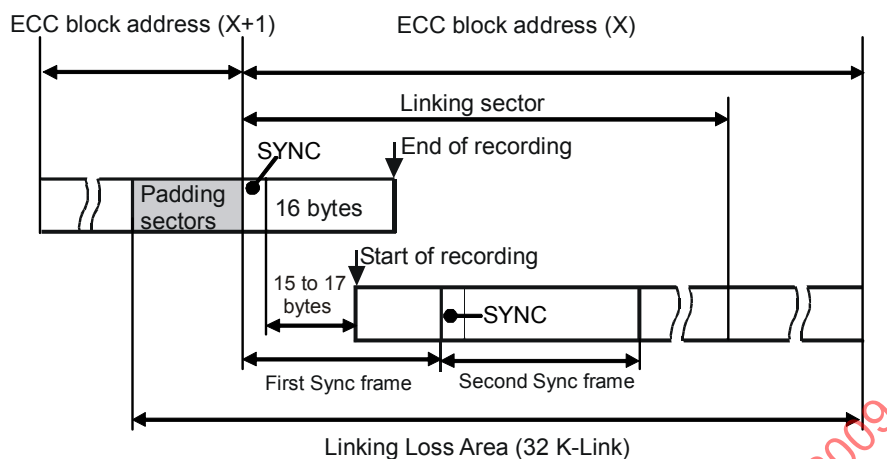 ECC block address (X+1)
ECC block address (X)
Linking sector
SYNC
End of recording
Padding
sectors
16 bytes
Start of recording
15 to 17
bytes
SYNC
First Sync frame
Second Sync frame
Linking Loss Area (32 K-Link)
2009